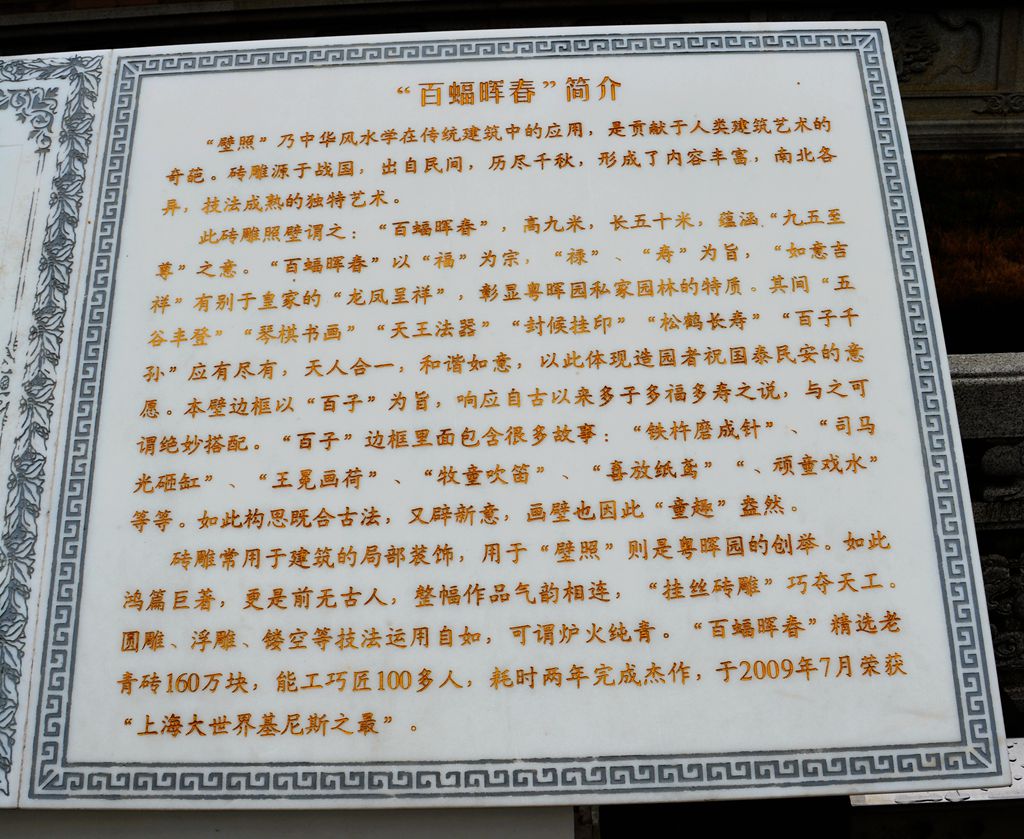 “百蝠晖春”简介
“壁照”乃中华风水学在传统建筑中的应用，是贡献于人类建筑艺术的
奇葩。砖雕源于战国，出自民间，历尽千秋，形成了内容丰富，南北各
异，技法成熟的独特艺术。
此砖雕照壁谓之：“百蝠晖春”，高九米，长五十米，蕴涵“九五至
尊”之意。“百蝠晖春”以“福”为宗，“禄”、“寿”为旨，“如意吉
祥”有别于皇家的“龙凤呈祥”，彰显粤晖园私家园林的特质。其间“五
谷丰登”“琴棋书画”“天王法器”“封候挂印”“松鹤长寿”“百子千
孙”应有尽有，天人合一，和谐如意，以此体现造园者祝国泰民安的意
愿。本壁边框以“百子”为旨，响应自古以来多子多福多寿之说，与之可
谓绝妙搭配。“百子”边框里面包含很多故事：“铁杵磨成针”、“司马
光砸缸”、“王冕画荷”、“牧童吹笛”、“喜放纸鸢”“、顽童戏水”
等等。如此构思既合古法，又辟新意，画壁也因此“童趣”盎然。
砖雕常用于建筑的局部装饰，用于“壁照”则是粤晖园的创举。如此
鸿篇巨著，更是前无古人，整幅作品气韵相连，“挂丝砖雕”巧夺天工。
圆雕、浮雕、镂空等技法运用自如，可谓炉火纯青。“百蝠晖春”精选老
青砖160万块，能工巧匠100多人，耗时两年完成杰作，于2009年7月荣获
“上海大世界基尼斯之最”。